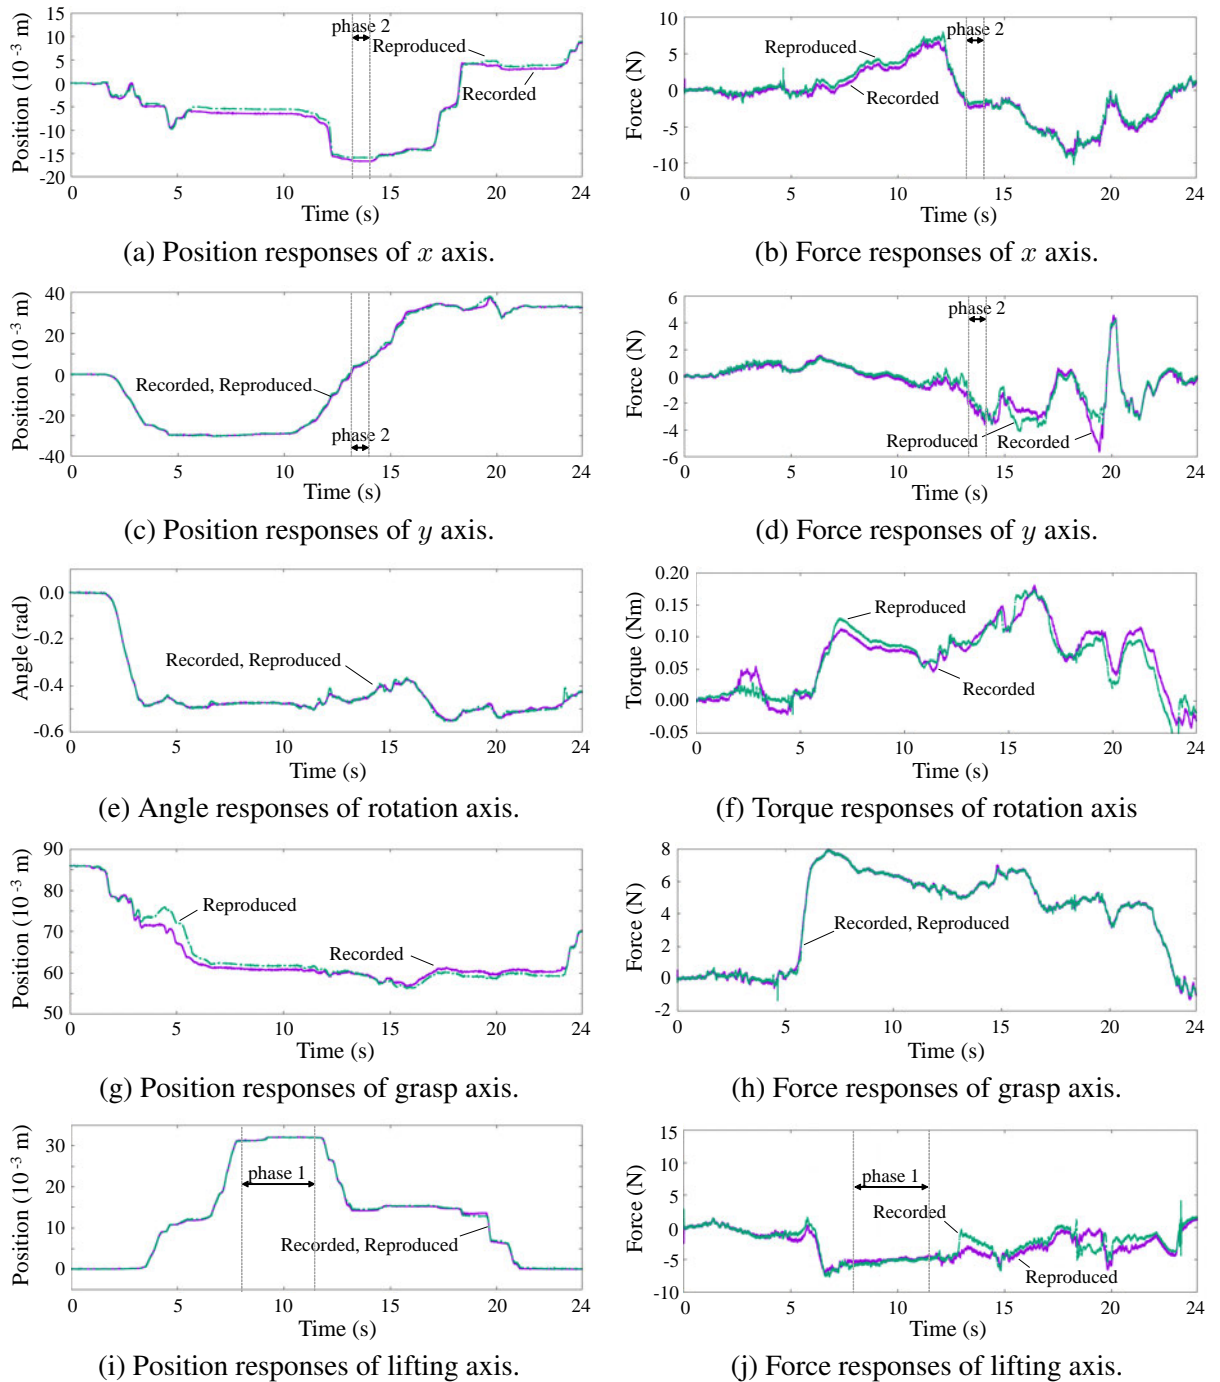 15
10
5
0
-5
-10
-15
-20
Position (10 -3 m)
phase 2
Reproduced
Recorded
0 5 10 15 20 24
Time (s)
(a) Position responses of x axis.
10
5
0
-5
-10
Force (N)
phase 2
Reproduced
Recorded
0 5 10 15 20 24
Time (s)
(b) Force responses of x axis.
40
20
0
-20
-40
Position (10 -3 m)
Recorded, Reproduced
phase 2
0 5 10 15 20 24
Time (s)
(c) Position responses of y axis.
6
4
2
0
-2
-4
-6
Force (N)
phase 2
Reproduced
Recorded
0 5 10 15 20 24
Time (s)
(d) Force responses of y axis.
0.0
-0.2
-0.4
-0.6
Angle (rad)
Recorded, Reproduced
0 5 10 15 20 24
Time (s)
(e) Angle responses of rotation axis.
0.20
0.15
0.10
0.05
0.00
-0.05
Torque (Nm)
Reproduced
Recorded
0 5 10 15 20 24
Time (s)
(f) Torque responses of rotation axis
90
80
70
60
50
Position (10 -3 m)
Reproduced
Recorded
0 5 10 15 20 24
Time (s)
(g) Position responses of grasp axis.
8
6
4
2
0
-2
Force (N)
Recorded, Reproduced
0 5 10 15 20 24
Time (s)
(h) Force responses of grasp axis.
30
20
10
0
Position (10 -3 m)
phase 1
Recorded, Reproduced
0 5 10 15 20 24
Time (s)
(i) Position responses of lifting axis.
15
10
5
0
-5
-10
Force (N)
phase 1
Recorded
Reproduced
0 5 10 15 20 24
Time (s)
(j) Force responses of lifting axis.